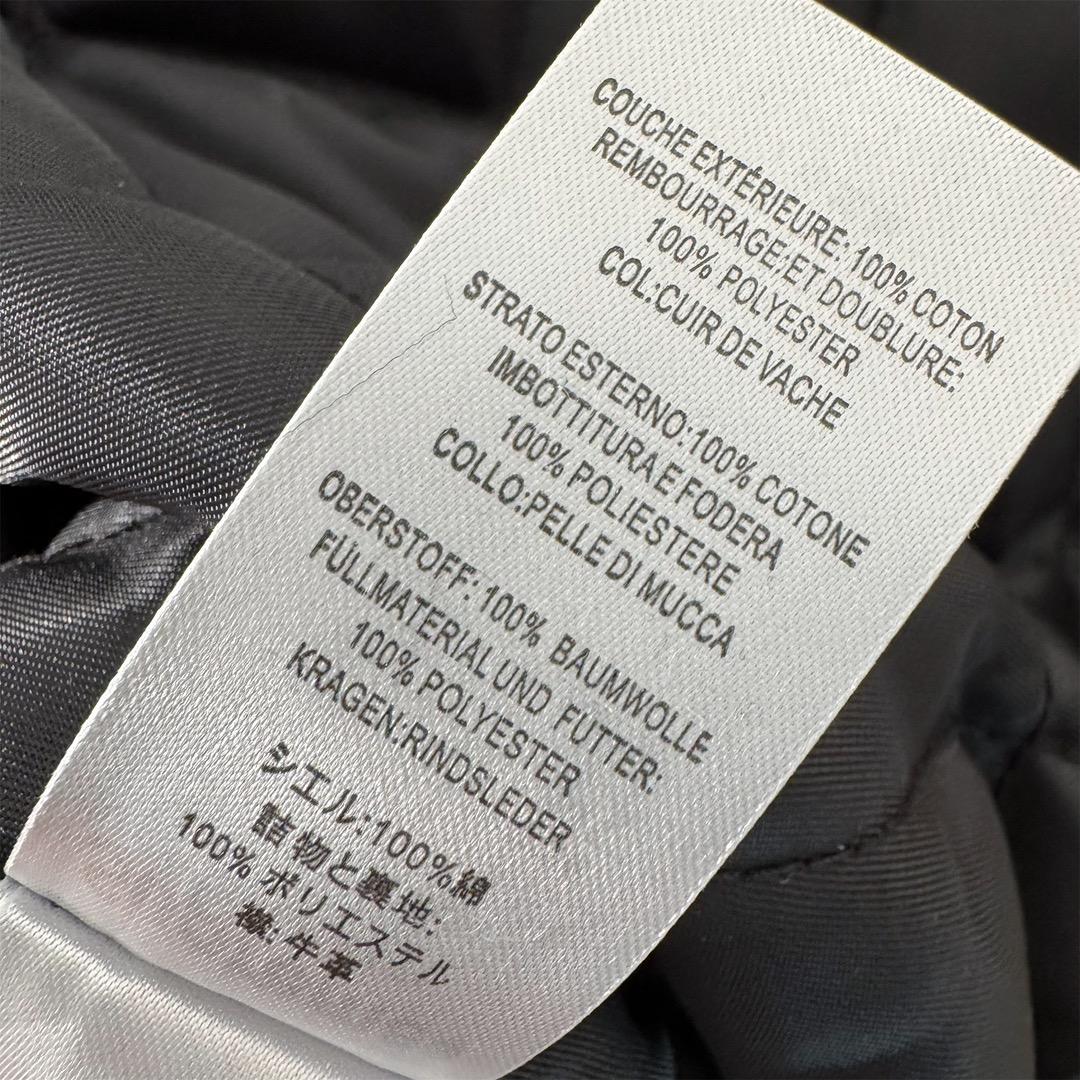 COUCHE EXTÉRIEURE: 100% COTON
REMBOURRAGE:ET DOUBLURE:
100% POLYESTER
COL:CUIR DE VACHE
STRATO ESTERNO:100% COTONE
IMBOTTITURA E FODERA
100% POLIESTERE
COLLO:PELLE DI MUCCA
OBERSTOFF: 100% BAUMWOLLE
FÜLLMATERIAL UND FUTTER:
100% POLYESTER
KRAGEN:RINDSLEDER
シエル:100%綿
詰物と裏地:
100% ポリエステル
襟:牛革